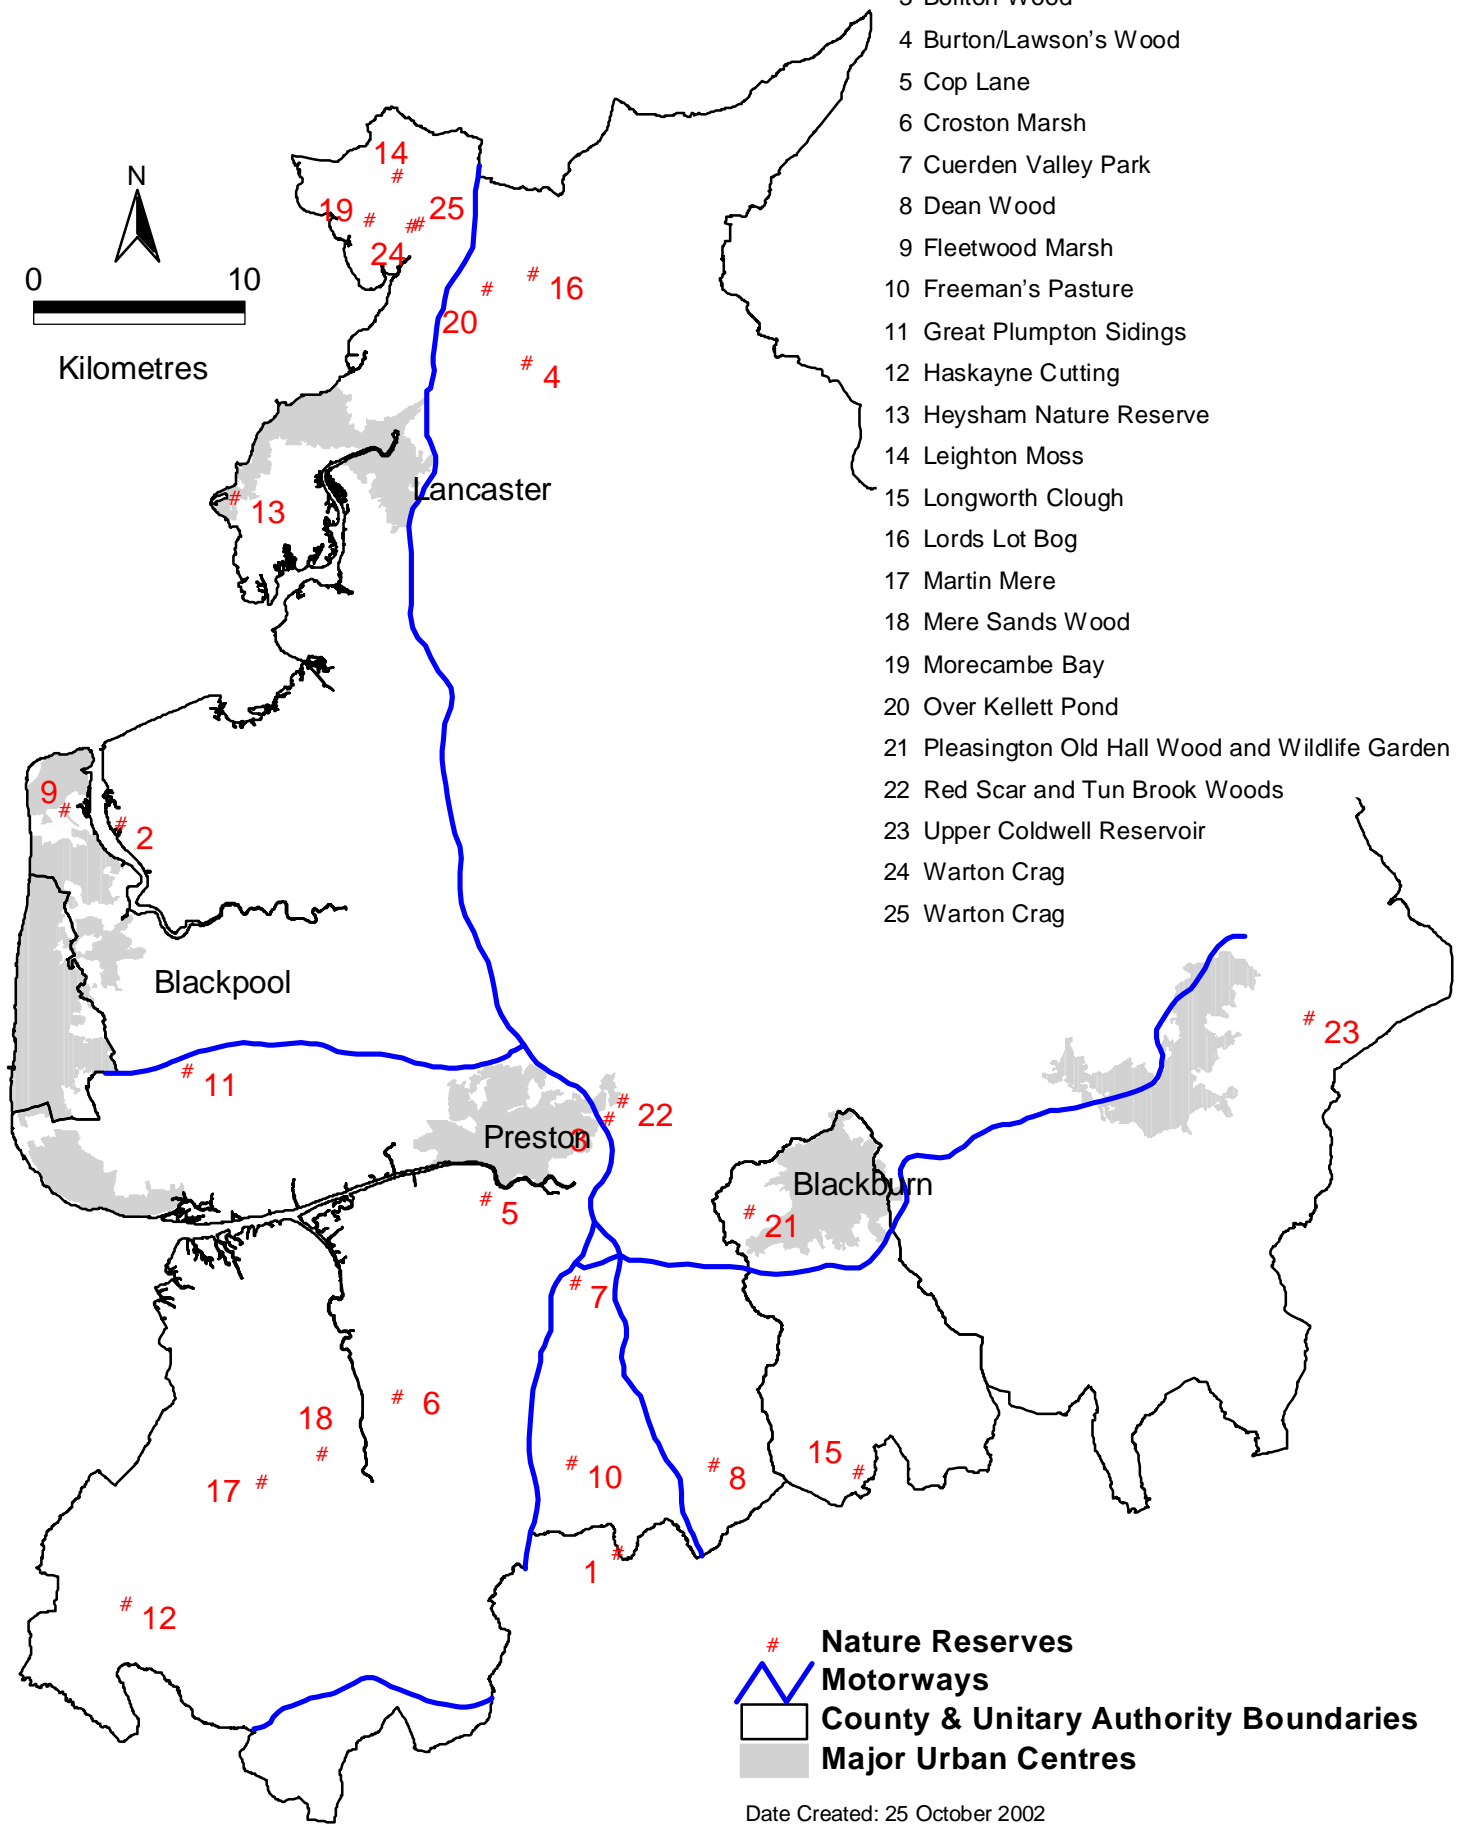 3 Boilton Wood
4 Burton/Lawson's Wood
5 Cop Lane
6 Croston Marsh
7 Cuerden Valley Park
8 Dean Wood
9 Fleetwood Marsh
10 Freeman's Pasture
11 Great Plumpton Sidings
12 Haskayne Cutting
13 Heysham Nature Reserve
14 Leighton Moss
15 Longworth Clough
16 Lords Lot Bog
17 Martin Mere
18 Mere Sands Wood
19 Morecambe Bay
20 Over Kellett Pond
21 Pleasington Old Hall Wood and Wildlife Garden
22 Red Scar and Tun Brook Woods
23 Upper Coldwell Reservoir
24 Warton Crag
25 Warton Crag
N
0 10
Kilometres
14
19
25
24
16
20
4
Lancaster
13
9
2
Blackpool
11
23
22
Preston
3
Blackburn
5
21
7
6
18
15
17
10
8
1
12
# Nature Reserves
Motorways
County & Unitary Authority Boundaries
Major Urban Centres
Date Created: 25 October 2002